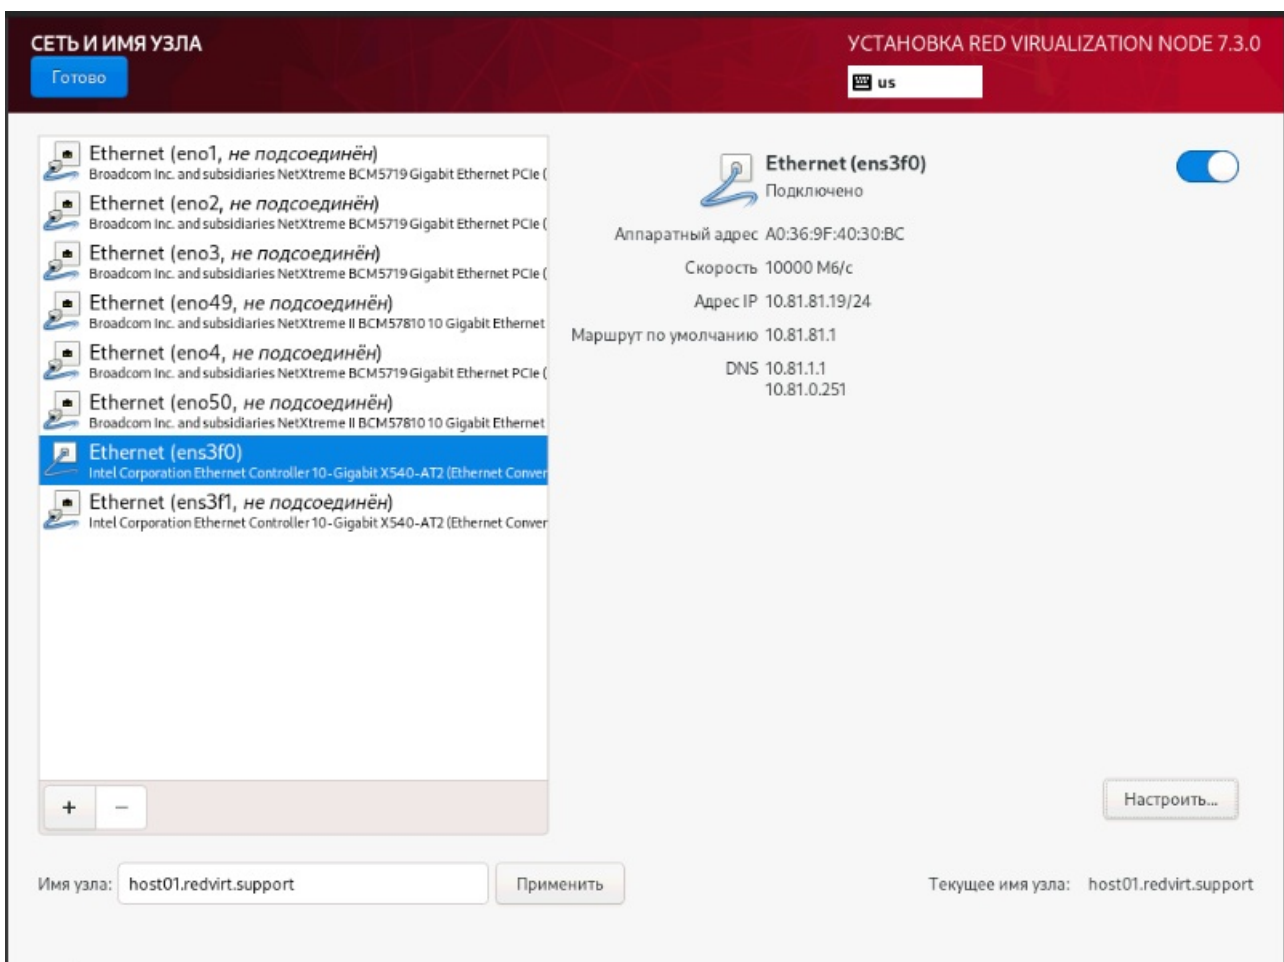 СЕТЬ И ИМЯ УЗЛА
Готово
УСТАНОВКА RED VIRUALIZATION NODE 7.3.0
us
Ethernet (eno1, не подсоединён)
Broadcom Inc. and subsidiaries NetXtreme BCM5719 Gigabit Ethernet PCIe (
Ethernet (eno2, не подсоединён)
Broadcom Inc. and subsidiaries NetXtreme BCM5719 Gigabit Ethernet PCIe (
Ethernet (eno3, не подсоединён)
Broadcom Inc. and subsidiaries NetXtreme BCM5719 Gigabit Ethernet PCIe (
Ethernet (eno49, не подсоединён)
Broadcom Inc. and subsidiaries NetXtreme II BCM57810 10 Gigabit Ethernet
Ethernet (eno4, не подсоединён)
Broadcom Inc. and subsidiaries NetXtreme BCM5719 Gigabit Ethernet PCIe (
Ethernet (eno50, не подсоединён)
Broadcom Inc. and subsidiaries NetXtreme II BCM57810 10 Gigabit Ethernet
Ethernet (ens3f0)
Intel Corporation Ethernet Controller 10-Gigabit X540-AT2 (Ethernet Conver
Ethernet (ens3f1, не подсоединён)
Intel Corporation Ethernet Controller 10-Gigabit X540-AT2 (Ethernet Conver
+ −
Ethernet (ens3f0)
Подключено
Аппаратный адрес A0:36:9F:40:30:BC
Скорость 10000 Мб/с
Адрес IP 10.81.81.19/24
Маршрут по умолчанию 10.81.81.1
DNS 10.81.1.1
10.81.0.251
Настроить...
Имя узла: host01.redvirt.support Применить
Текущее имя узла: host01.redvirt.support